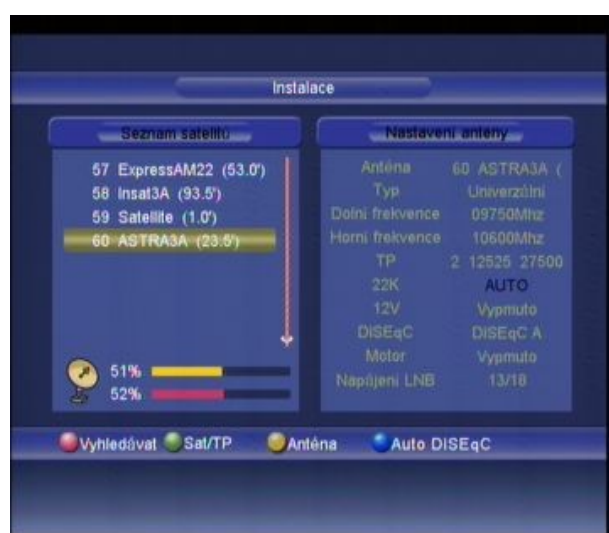 Instalace
Seznam satelitů
57 ExpressAM22 (53.0')
58 Insat3A (93.5')
59 Satellite (1.0')
60 ASTRA3A (23.5')
51%
52%
Nastavení antény
Anténa 60 ASTRA3A (
Typ Univerzální
Dolní frekvence 09750Mhz
Horní frekvence 10600Mhz
TP 2 12525 27500
22K AUTO
12V Vypmuto
DISEqC DISEqC A
Motor Vypmuto
Napájení LNB 13/18
Vyhledávat Sat/TP Anténa Auto DISEqC